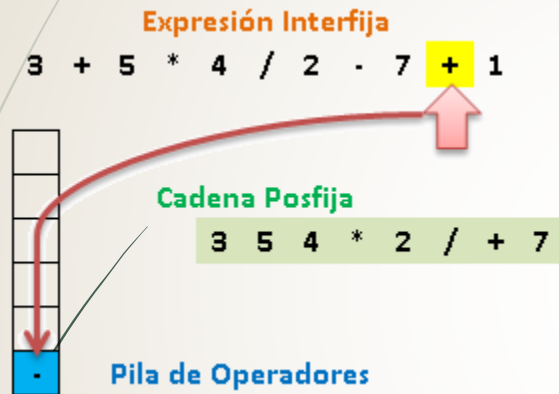 Expresión Interfija
3 + 5 * 4 / 2 - 7 + 1
Cadena Posfija
3 5 4 * 2 / + 7
-
Pila de Operadores